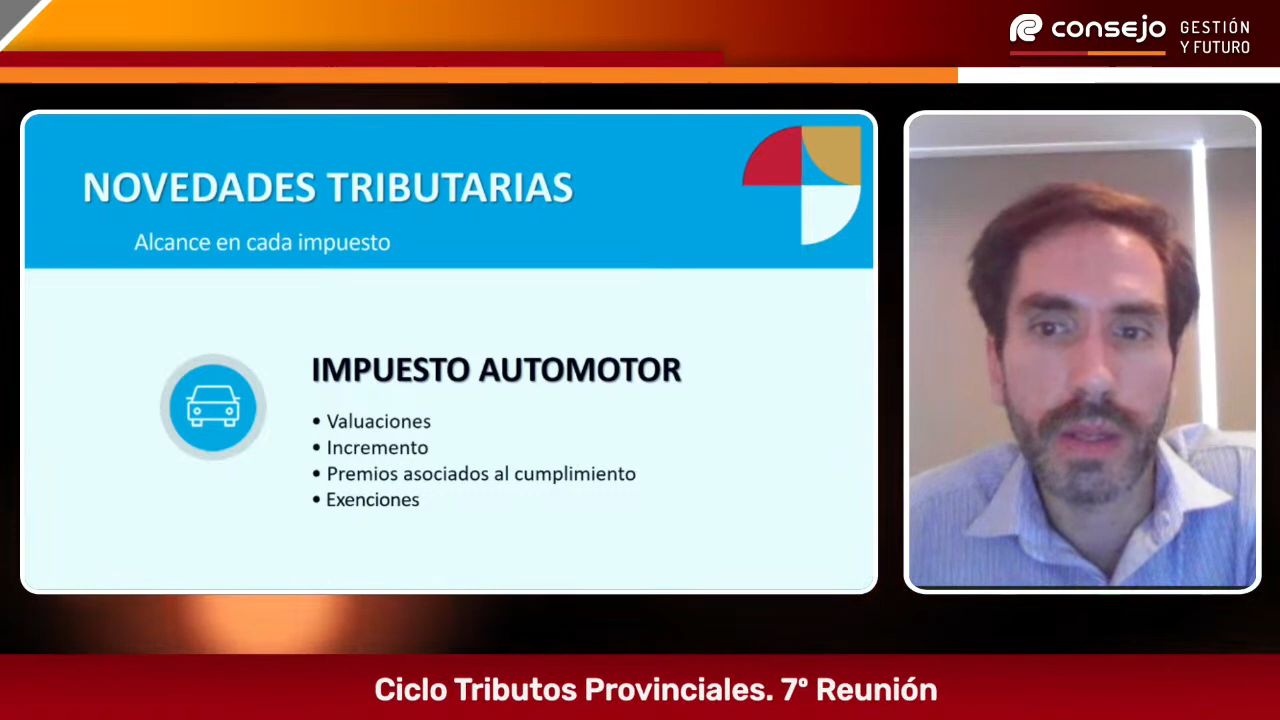 consejo
GESTIÓN
Y FUTURO
NOVEDADES TRIBUTARIAS
Alcance en cada impuesto
IMPUESTO AUTOMOTOR
• Valuaciones
• Incremento
• Premios asociados al cumplimiento
• Exenciones
Ciclo Tributos Provinciales. 7º Reunión